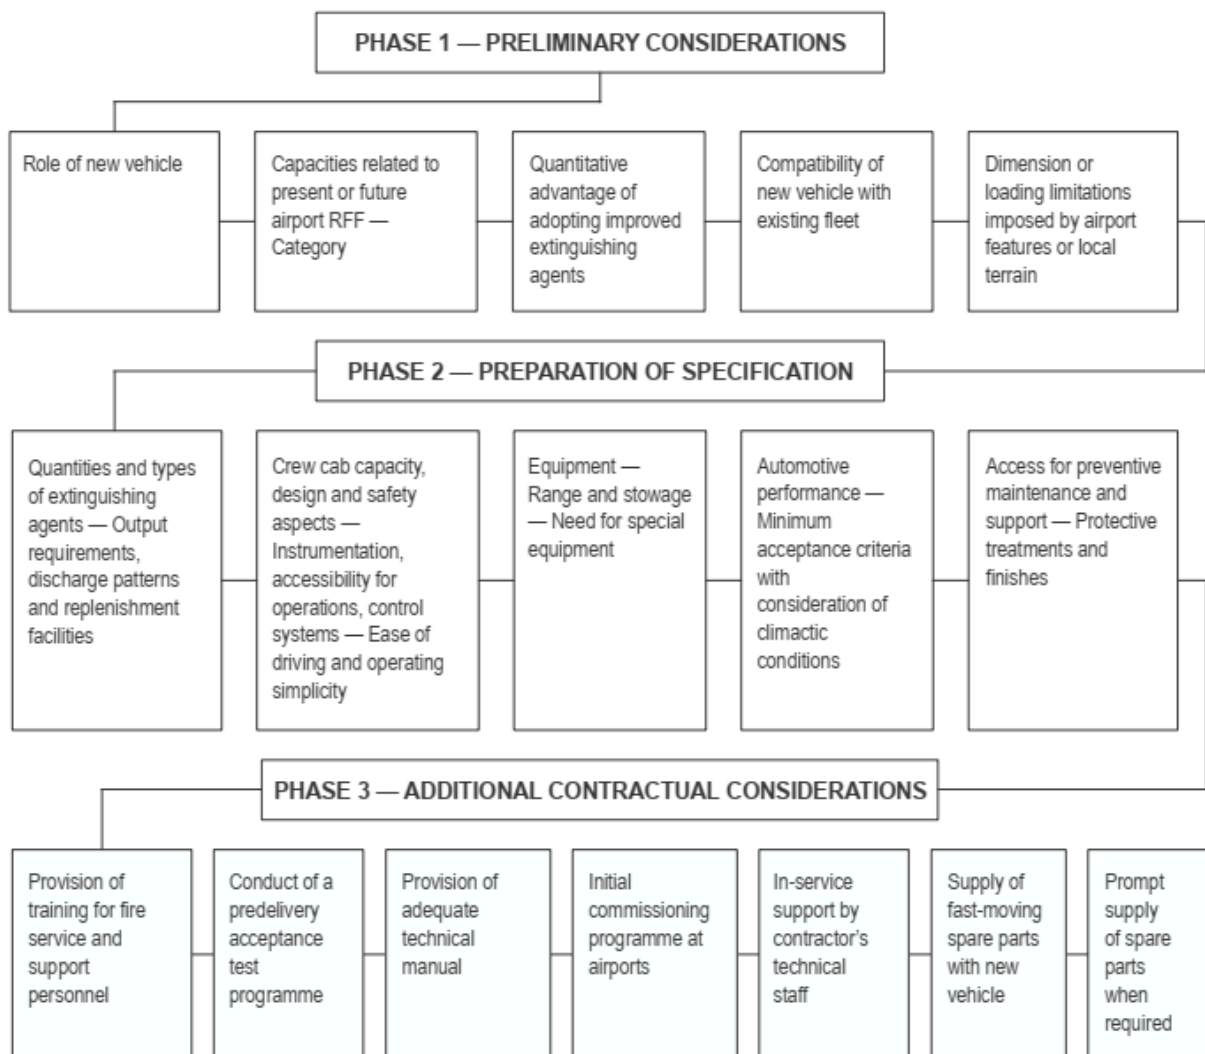 PHASE 1 — PRELIMINARY CONSIDERATIONS
Role of new vehicle
Capacities related to
present or future
airport RFF —
Category
Quantitative
advantage of
adopting improved
extinguishing
agents
Compatibility of
new vehicle with
existing fleet
Dimension or
loading limitations
imposed by airport
features or local
terrain
PHASE 2 — PREPARATION OF SPECIFICATION
Quantities and types
of extinguishing
agents — Output
requirements,
discharge patterns
and replenishment
facilities
Crew cab capacity,
design and safety
aspects —
Instrumentation,
accessibility for
operations, control
systems — Ease of
driving and operating
simplicity
Equipment —
Range and stowage
— Need for special
equipment
Automotive
performance —
Minimum
acceptance criteria
with
consideration of
climactic
conditions
Access for preventive
maintenance and
support — Protective
treatments and
finishes
PHASE 3 — ADDITIONAL CONTRACTUAL CONSIDERATIONS
Provision of
training for fire
service and
support
personnel
Conduct of a
predelivery
acceptance
test
programme
Provision of
adequate
technical
manual
Initial
commissioning
programme at
airports
In-service
support by
contractor's
technical
staff
Supply of
fast-moving
spare parts
with new
vehicle
Prompt
supply
of spare
parts
when
required